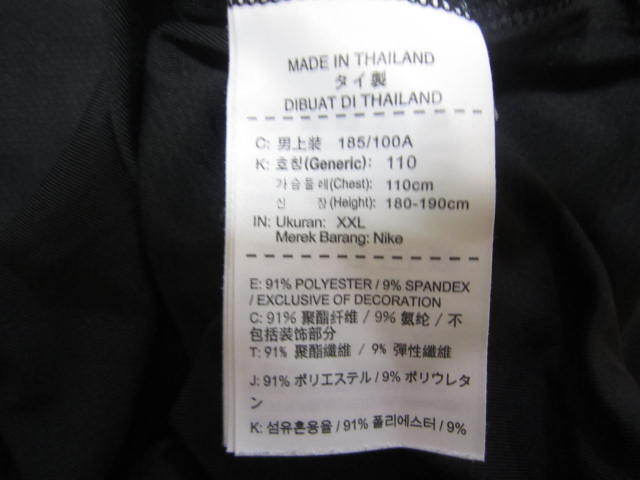 MADE IN THAILAND
タイ製
DIBUAT DI THAILAND
C: 男上装 185/100A
K: 호칭(Generic): 110
가슴둘레(Chest): 110cm
신 장(Height): 180-190cm
IN: Ukuran: XXL
Merek Barang: Nike
E: 91% POLYESTER / 9% SPANDEX
/ EXCLUSIVE OF DECORATION
C: 91% 聚酯纤维 / 9% 氨纶 / 不
包括装饰部分
T: 91% 聚酯纖維 / 9% 彈性纖維
J: 91% ポリエステル / 9% ポリウレタ
ン
K: 섬유혼용율 / 91% 폴리에스터 / 9%